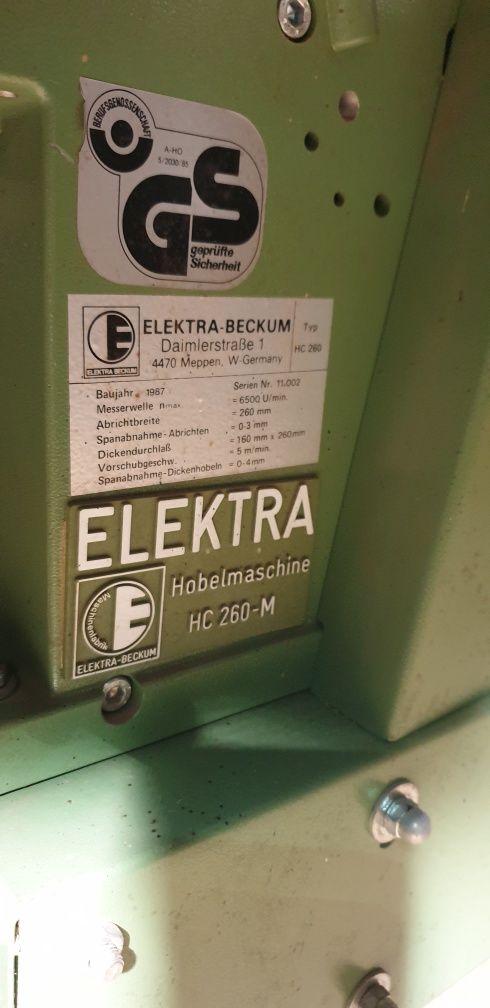 BERUFSGENOSSENSCHAFT
A-HO
5/2030/85
GS
geprüfte
Sicherheit
ELEKTRA-BECKUM
Daimlerstraße 1
4470 Meppen, W-Germany
Typ
HC 260
E
ELEKTRA BECKUM
Baujahr 1987 Serien Nr. 11.002
Messerwelle nmax. = 6500 U/min.
Abrichtbreite = 260 mm
Spanabnahme-Abrichten = 0-3 mm
Dickendurchlaß = 160 mm x 260mm
Vorschubgeschw. = 5 m/min.
Spanabnahme-Dickenhobeln = 0-4mm
ELEKTRA
Hobelmaschine
HC 260-M
Maschinenfabrik
E
ELEKTRA-BECKUM